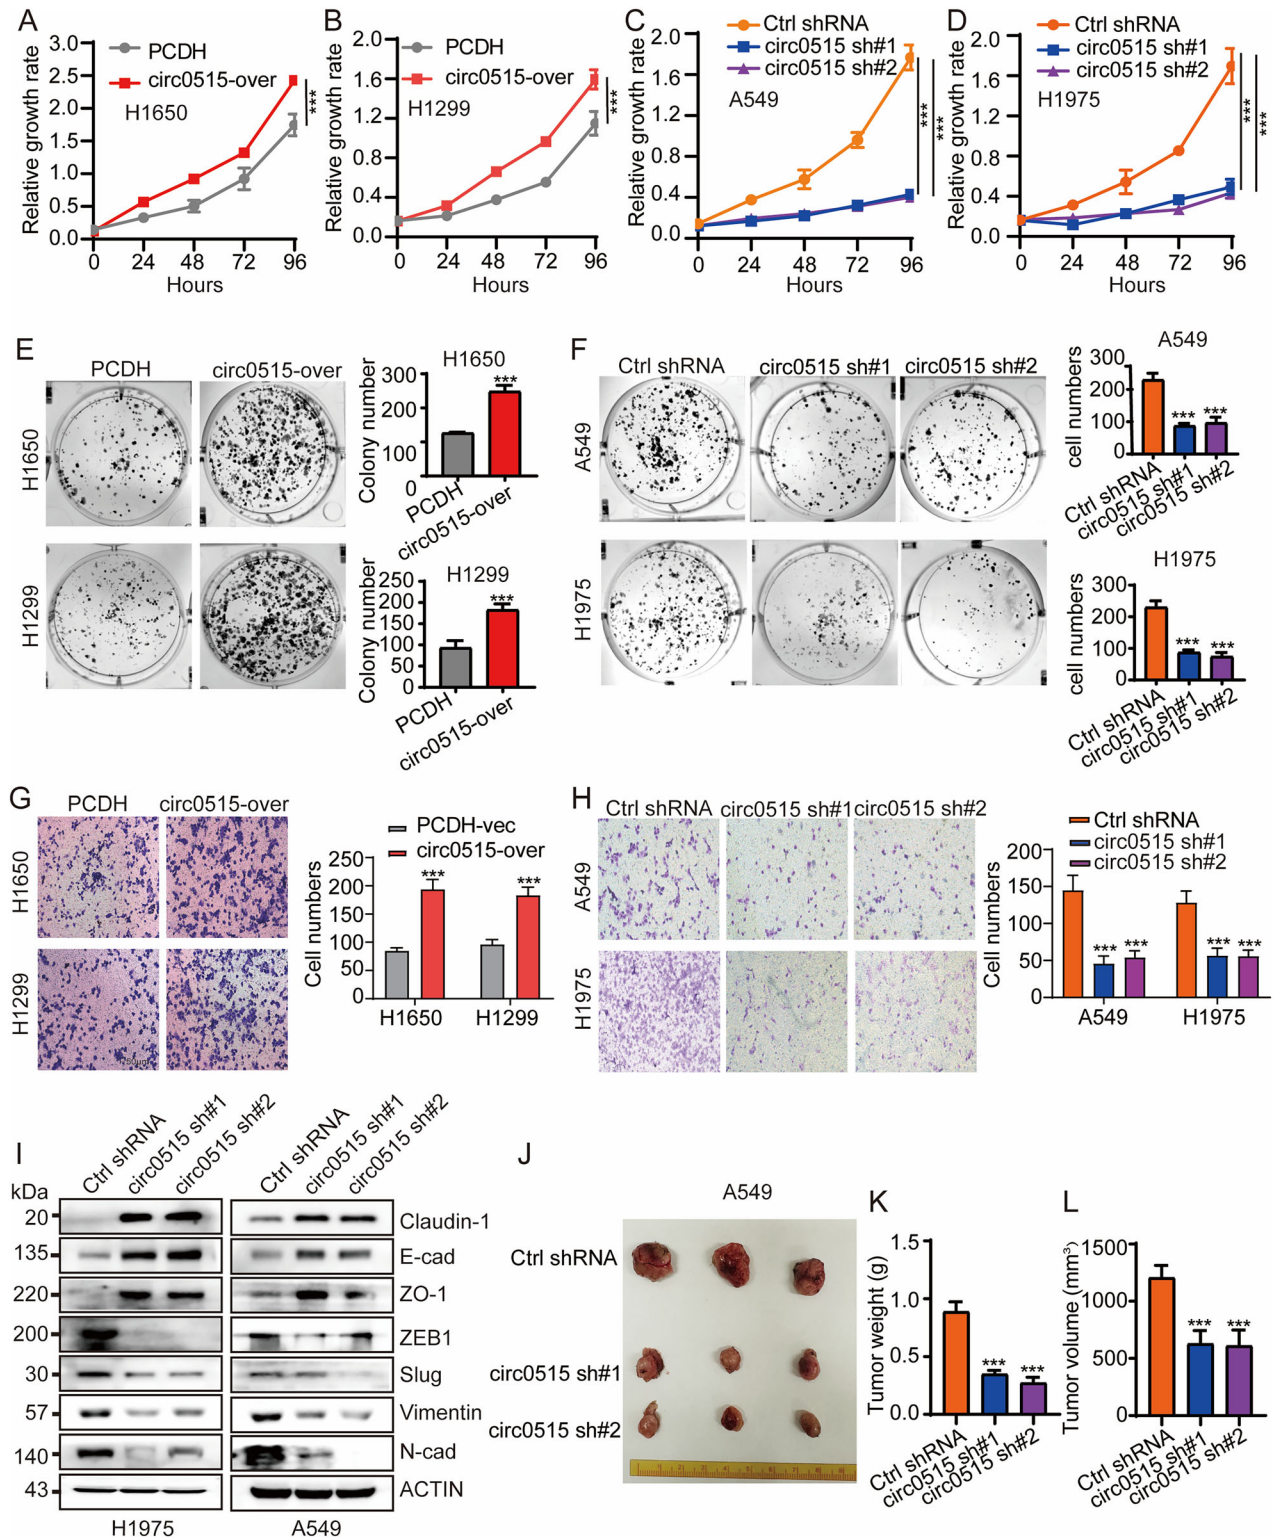 A
Relative growth rate
3.0
2.5
2.0
1.5
1.0
0.5
0.0
PCDH
circ0515-over
H1650
***
0 24 48 72 96
Hours
B
Relative growth rate
2.0
1.6
1.2
0.8
0.4
0.0
PCDH
circ0515-over
H1299
***
0 24 48 72 96
Hours
C
Relative growth rate
2.0
1.6
1.2
0.8
0.4
0.0
Ctrl shRNA
circ0515 sh#1
circ0515 sh#2
A549
***
***
0 24 48 72 96
Hours
D
Relative growth rate
2.0
1.6
1.2
0.8
0.4
0.0
Ctrl shRNA
circ0515 sh#1
circ0515 sh#2
H1975
***
***
0 24 48 72 96
Hours
E
PCDH circ0515-over
H1650
H1299
H1650
Colony number
300
200
100
0
***
PCDH
circ0515-over
H1299
Colony number
250
200
150
100
50
0
***
PCDH
circ0515-over
F
Ctrl shRNA circ0515 sh#1 circ0515 sh#2
A549
H1975
A549
cell numbers
300
200
100
0
*** ***
Ctrl shRNA
circ0515 sh#1
circ0515 sh#2
H1975
cell numbers
300
200
100
0
*** ***
Ctrl shRNA
circ0515 sh#1
circ0515 sh#2
G
PCDH circ0515-over
H1650
H1299
50μm
PCDH-vec
circ0515-over
Cell numbers
250
200
150
100
50
0
*** ***
H1650 H1299
H
Ctrl shRNA circ0515 sh#1 circ0515 sh#2
A549
H1975
Ctrl shRNA
circ0515 sh#1
circ0515 sh#2
Cell numbers
200
150
100
50
0
*** *** *** ***
A549 H1975
I
Ctrl shRNA circ0515 sh#1 circ0515 sh#2 Ctrl shRNA circ0515 sh#1 circ0515 sh#2
kDa
20 Claudin-1
135 E-cad
220 ZO-1
200 ZEB1
30 Slug
57 Vimentin
140 N-cad
43 ACTIN
H1975 A549
J
A549
Ctrl shRNA
circ0515 sh#1
circ0515 sh#2
K
Tumor weight (g)
1.5
1.0
0.5
0.0
*** ***
Ctrl shRNA
circ0515 sh#1
circ0515 sh#2
L
Tumor volume (mm³)
1500
1000
500
0
*** ***
Ctrl shRNA
circ0515 sh#1
circ0515 sh#2